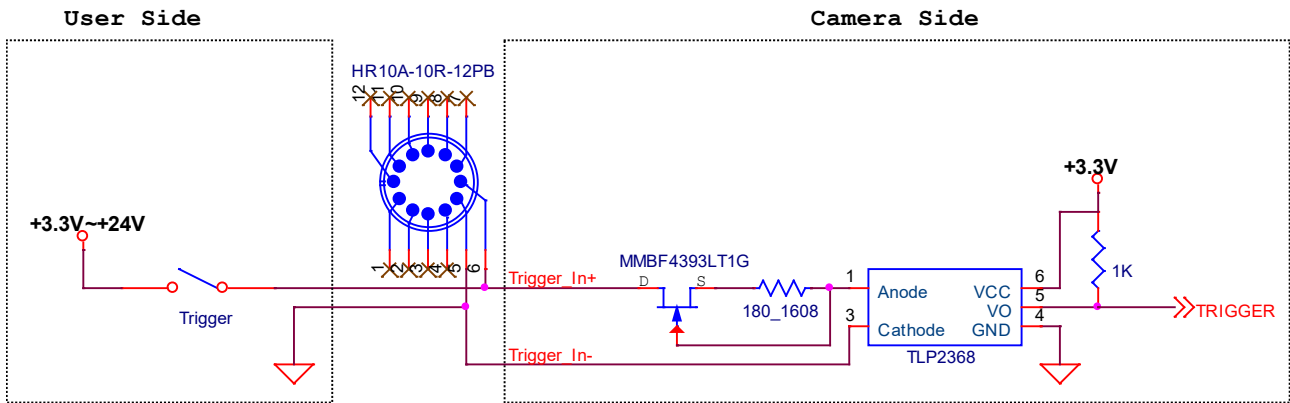 User Side
Camera Side
HR10A-10R-12PB
12
11
10
9
8
7
+3.3V
+3.3V~+24V
1
2
3
4
5
6
Trigger_In+
MMBF4393LT1G
D
S
180_1608
1
Anode
3
Cathode
VCC
6
VO
5
GND
4
1K
TRIGGER
Trigger
Trigger_In-
TLP2368